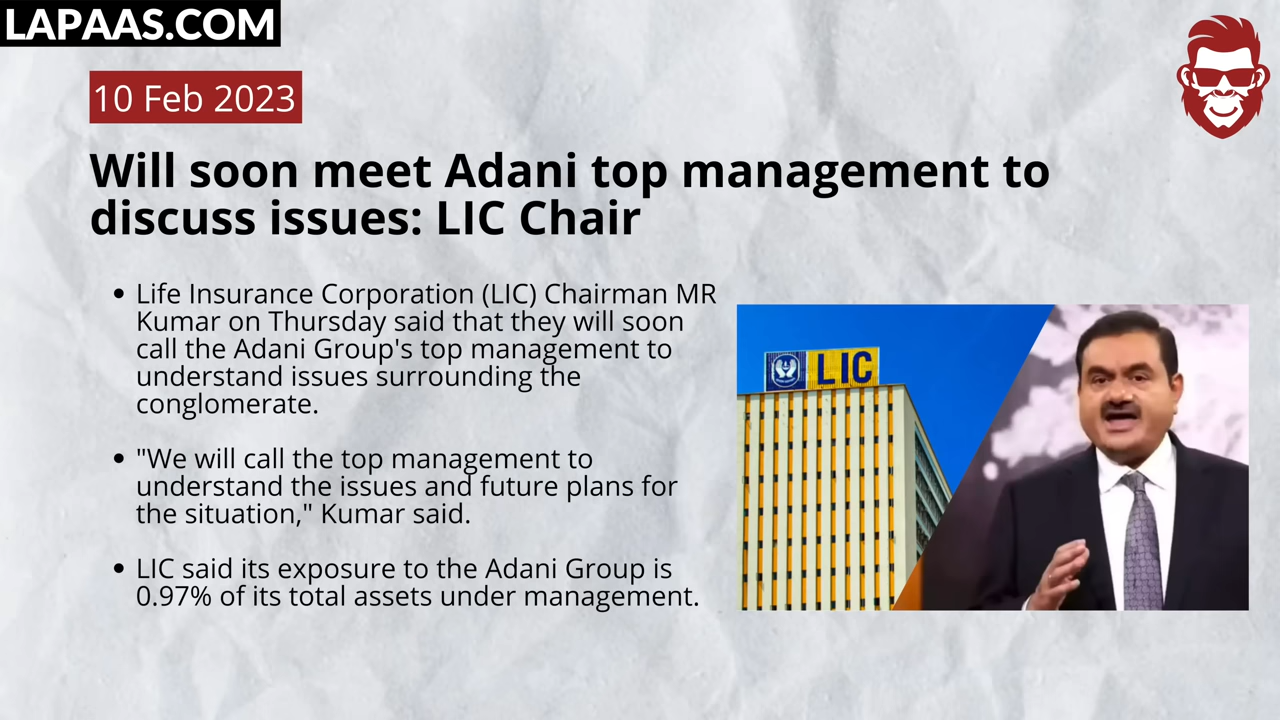 LAPAAS.COM
10 Feb 2023
Will soon meet Adani top management to
discuss issues: LIC Chair
• Life Insurance Corporation (LIC) Chairman MR
Kumar on Thursday said that they will soon
call the Adani Group's top management to
understand issues surrounding the
conglomerate.
• "We will call the top management to
understand the issues and future plans for
the situation," Kumar said.
• LIC said its exposure to the Adani Group is
0.97% of its total assets under management.
LIC